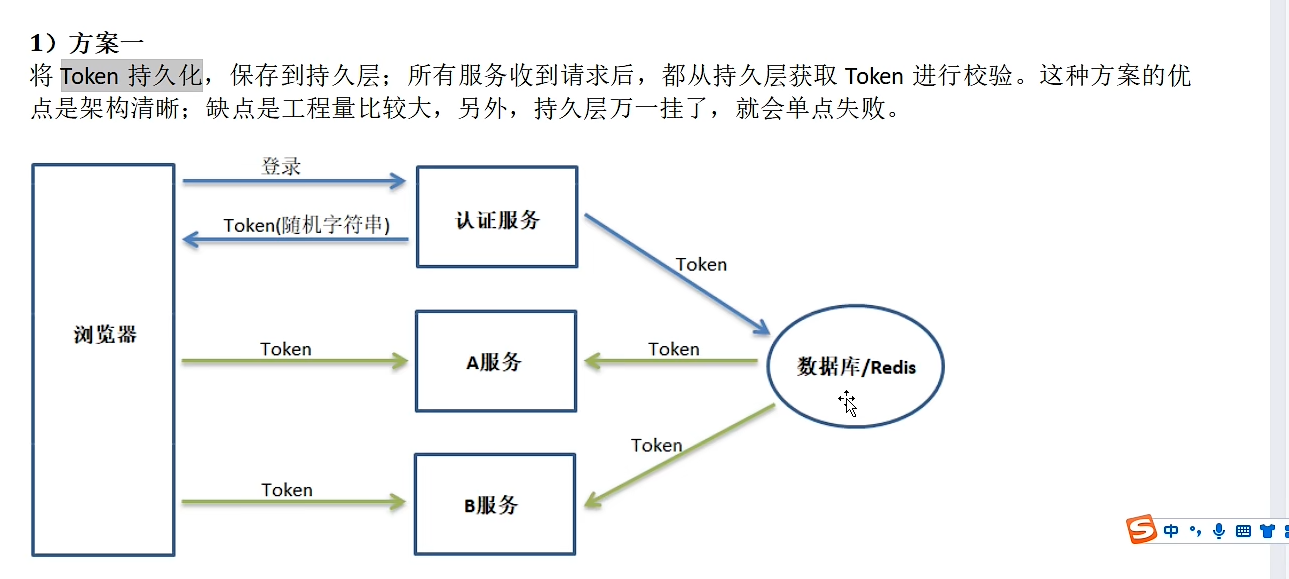 1）方案一
将 Token 持久化，保存到持久层；所有服务收到请求后，都从持久层获取 Token 进行校验。这种方案的优
点是架构清晰；缺点是工程量比较大，另外，持久层万一挂了，就会单点失败。
登录
Token(随机字符串)
认证服务
Token
浏览器
Token
A服务
Token
数据库/Redis
Token
Token
B服务
S 中